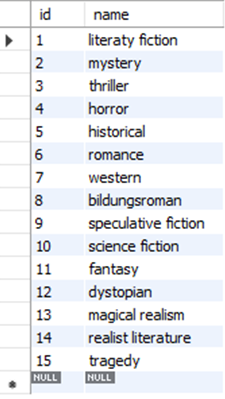 id name
1 literaty fiction
2 mystery
3 thriller
4 horror
5 historical
6 romance
7 western
8 bildungsroman
9 speculative fiction
10 science fiction
11 fantasy
12 dystopian
13 magical realism
14 realist literature
15 tragedy
NULL NULL